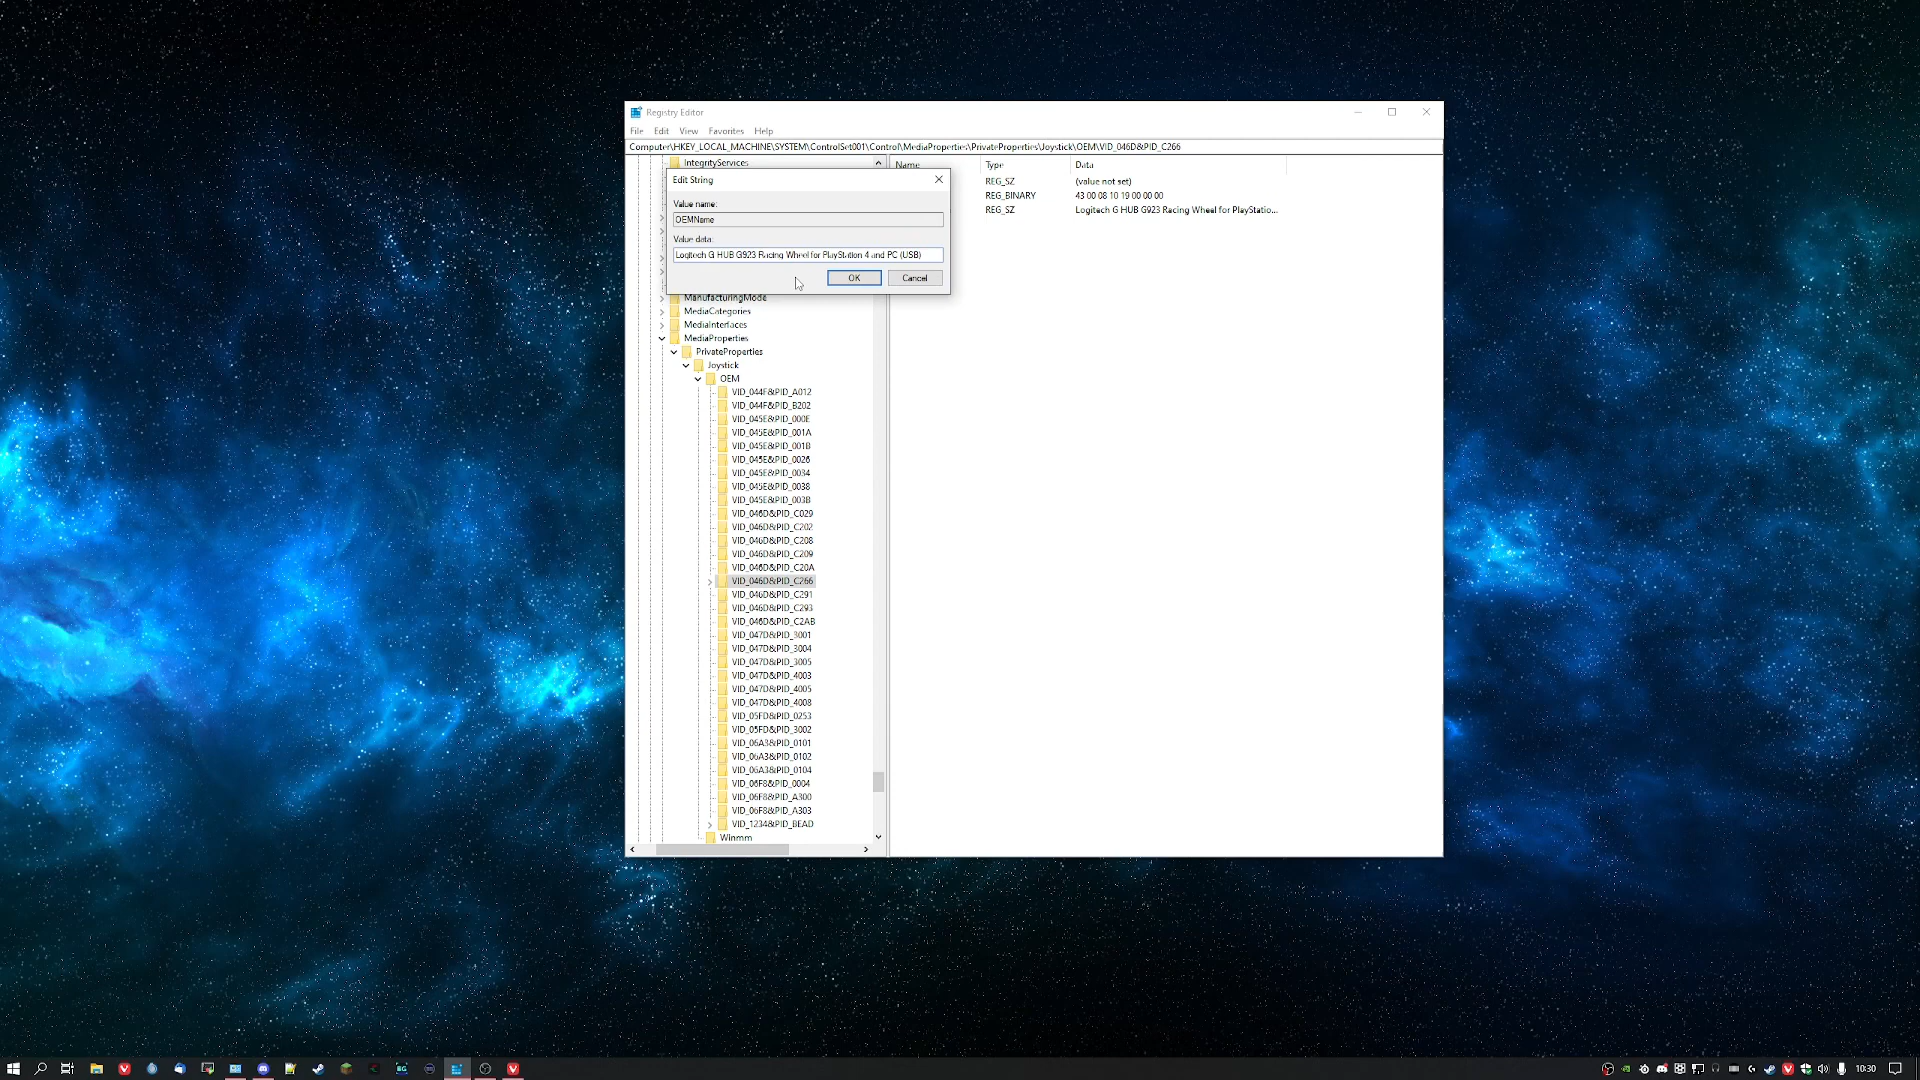 Registry Editor
File Edit View Favorites Help
Computer\HKEY_LOCAL_MACHINE\SYSTEM\ControlSet001\Control\MediaProperties\PrivateProperties\Joystick\OEM\VID_046D&PID_C266
IntegrityServices
Name Type Data
Edit String
REG_SZ (value not set)
REG_BINARY 43 00 08 10 19 00 00 00
REG_SZ Logitech G HUB G923 Racing Wheel for PlayStatio...
Value name:
OEMName
Value data:
Logitech G HUB G923 Racing Wheel for PlayStation 4 and PC (USB)
OK Cancel
ManufacturingMode
MediaCategories
MediaInterfaces
MediaProperties
PrivateProperties
Joystick
OEM
VID_044F&PID_A012
VID_044F&PID_B202
VID_045E&PID_000E
VID_045E&PID_001A
VID_045E&PID_001B
VID_045E&PID_0026
VID_045E&PID_0034
VID_045E&PID_0038
VID_045E&PID_003B
VID_046D&PID_C029
VID_046D&PID_C202
VID_046D&PID_C208
VID_046D&PID_C209
VID_046D&PID_C20A
VID_046D&PID_C266
VID_046D&PID_C291
VID_046D&PID_C293
VID_046D&PID_C2AB
VID_047D&PID_3001
VID_047D&PID_3004
VID_047D&PID_3005
VID_047D&PID_4003
VID_047D&PID_4005
VID_047D&PID_4008
VID_05FD&PID_0253
VID_05FD&PID_3002
VID_06A3&PID_0101
VID_06A3&PID_0102
VID_06A3&PID_0104
VID_06F8&PID_0004
VID_06F8&PID_A300
VID_06F8&PID_A303
VID_1234&PID_BEAD
Winmm
10:30